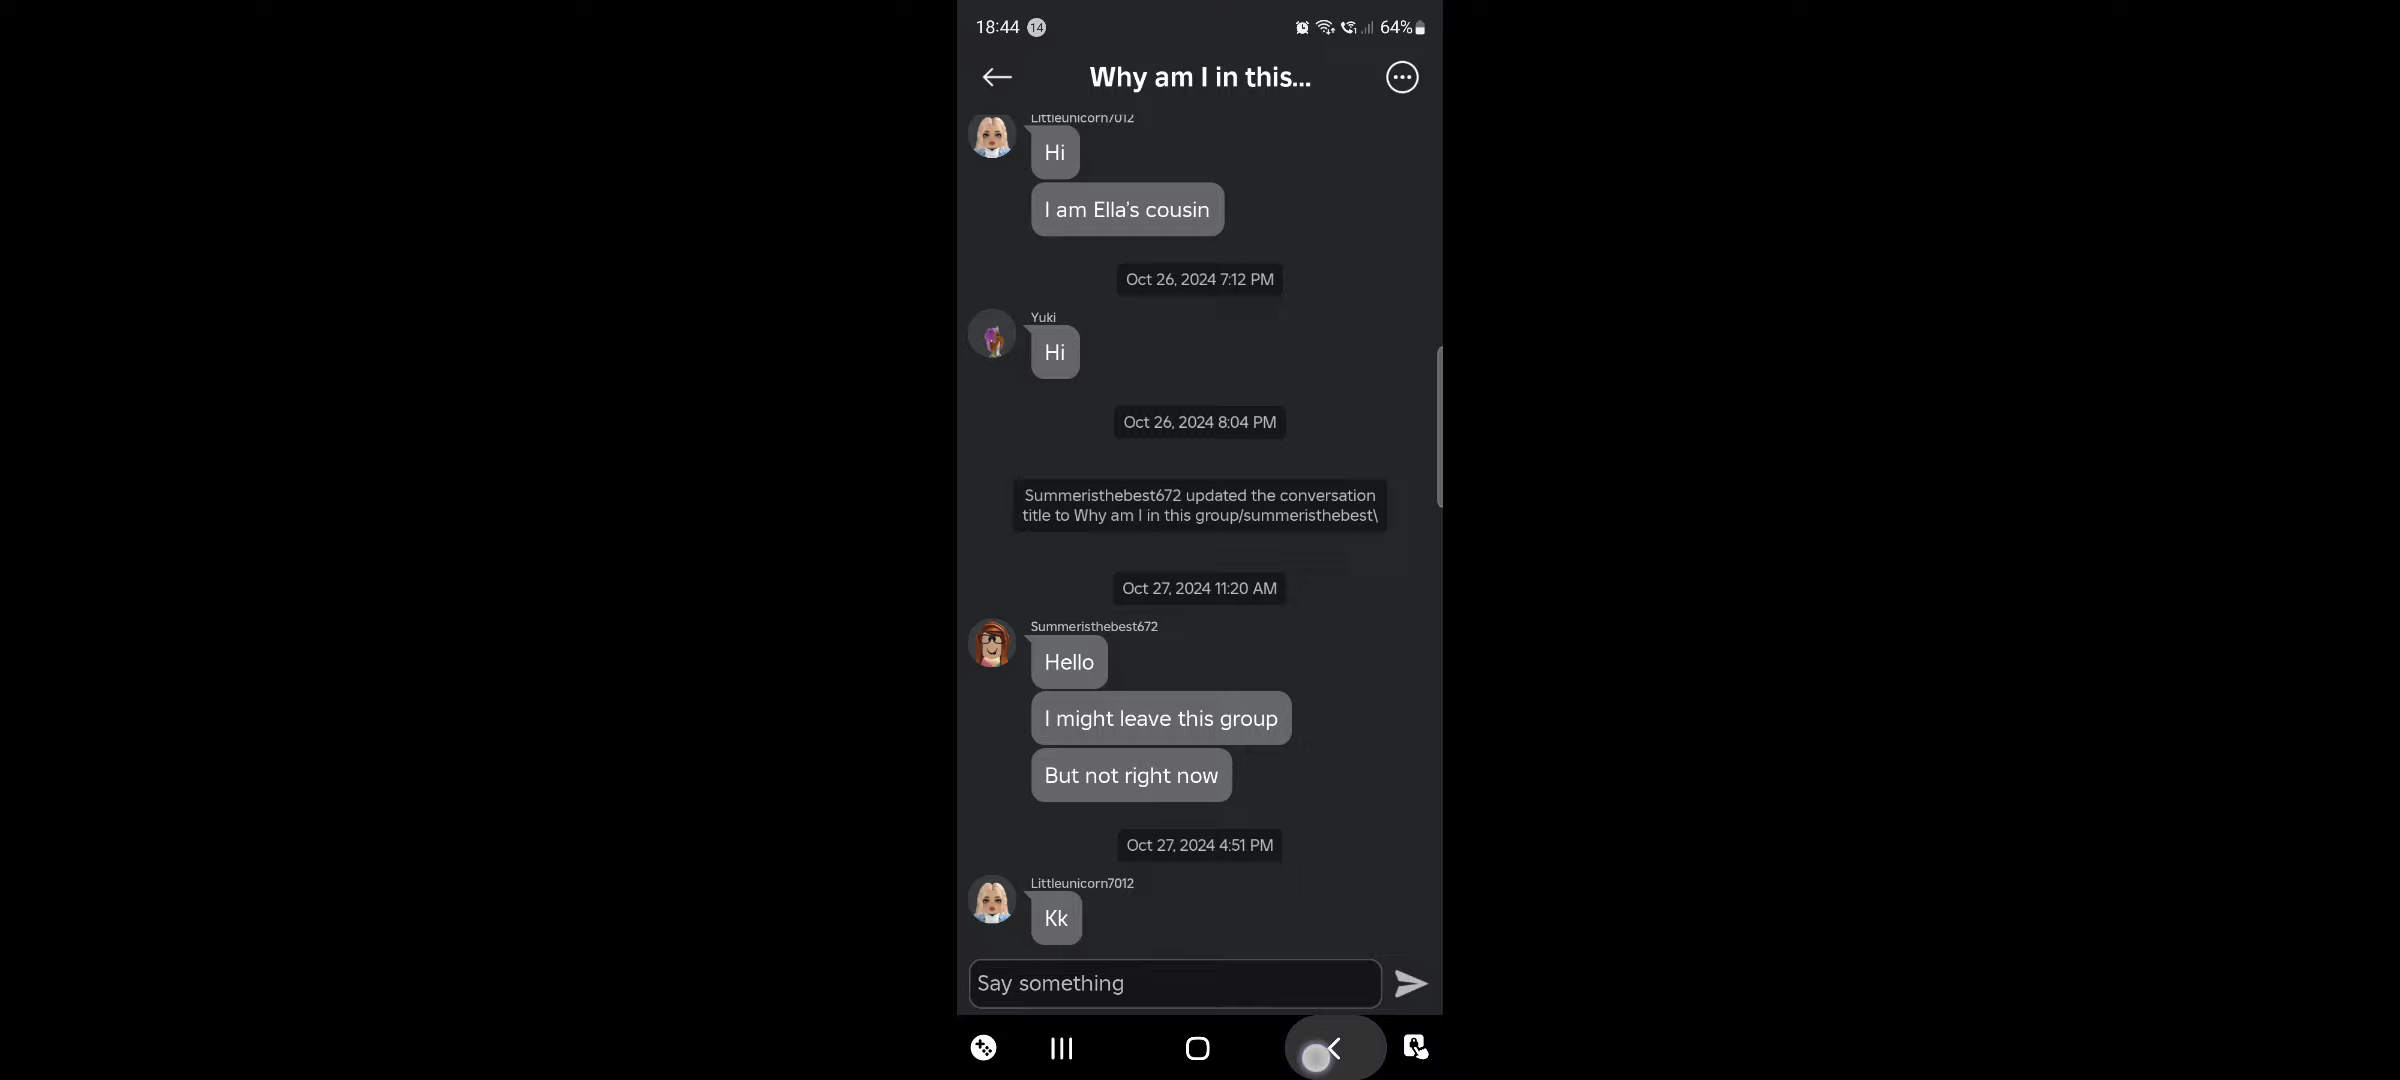 18:44 14 64%
Why am I in this...
Littleunicorn7012
Hi
I am Ella's cousin
Oct 26, 2024 7:12 PM
Yuki
Hi
Oct 26, 2024 8:04 PM
Summeristhebest672 updated the conversation
title to Why am I in this group/summeristhebest\
Oct 27, 2024 11:20 AM
Summeristhebest672
Hello
I might leave this group
But not right now
Oct 27, 2024 4:51 PM
Littleunicorn7012
Kk
Say something